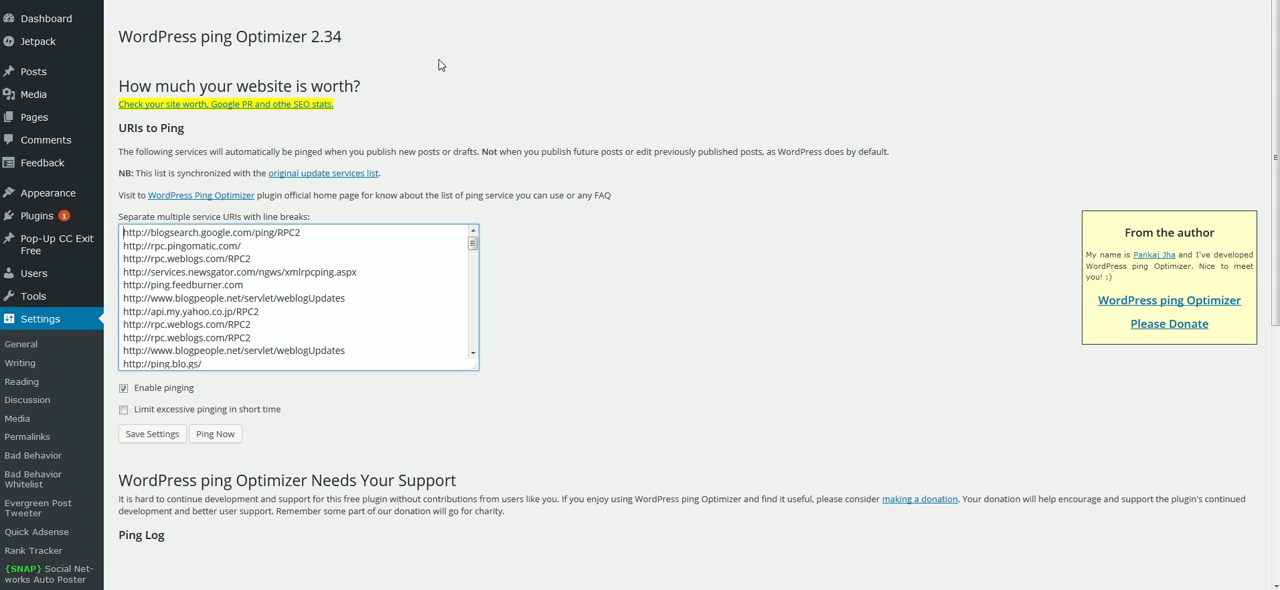 Dashboard
Jetpack
Posts
Media
Pages
Comments
Feedback
Appearance
Plugins 1
Pop-Up CC Exit
Free
Users
Tools
Settings
General
Writing
Reading
Discussion
Media
Permalinks
Bad Behavior
Bad Behavior
Whitelist
Evergreen Post
Tweeter
Quick Adsense
Rank Tracker
{SNAP} Social Net-
works Auto Poster
WordPress ping Optimizer 2.34
How much your website is worth?
Check your site worth, Google PR and othe SEO stats.
URIs to Ping
The following services will automatically be pinged when you publish new posts or drafts. Not when you publish future posts or edit previously published posts, as WordPress does by default.
NB: This list is synchronized with the original update services list.
Visit to WordPress Ping Optimizer plugin official home page for know about the list of ping service you can use or any FAQ
Separate multiple service URIs with line breaks:
http://blogsearch.google.com/ping/RPC2
http://rpc.pingomatic.com/
http://rpc.weblogs.com/RPC2
http://services.newsgator.com/ngws/xmlrpcping.aspx
http://ping.feedburner.com
http://www.blogpeople.net/servlet/weblogUpdates
http://api.my.yahoo.co.jp/RPC2
http://rpc.weblogs.com/RPC2
http://rpc.weblogs.com/RPC2
http://www.blogpeople.net/servlet/weblogUpdates
http://ping.blo.gs/
Enable pinging
Limit excessive pinging in short time
Save Settings Ping Now
WordPress ping Optimizer Needs Your Support
It is hard to continue development and support for this free plugin without contributions from users like you. If you enjoy using WordPress ping Optimizer and find it useful, please consider making a donation. Your donation will help encourage and support the plugin's continued
development and better user support. Remember some part of our donation will go for charity.
Ping Log
From the author
My name is Pankaj Jha and I've developed
WordPress ping Optimizer. Nice to meet
you! :)
WordPress ping Optimizer
Please Donate